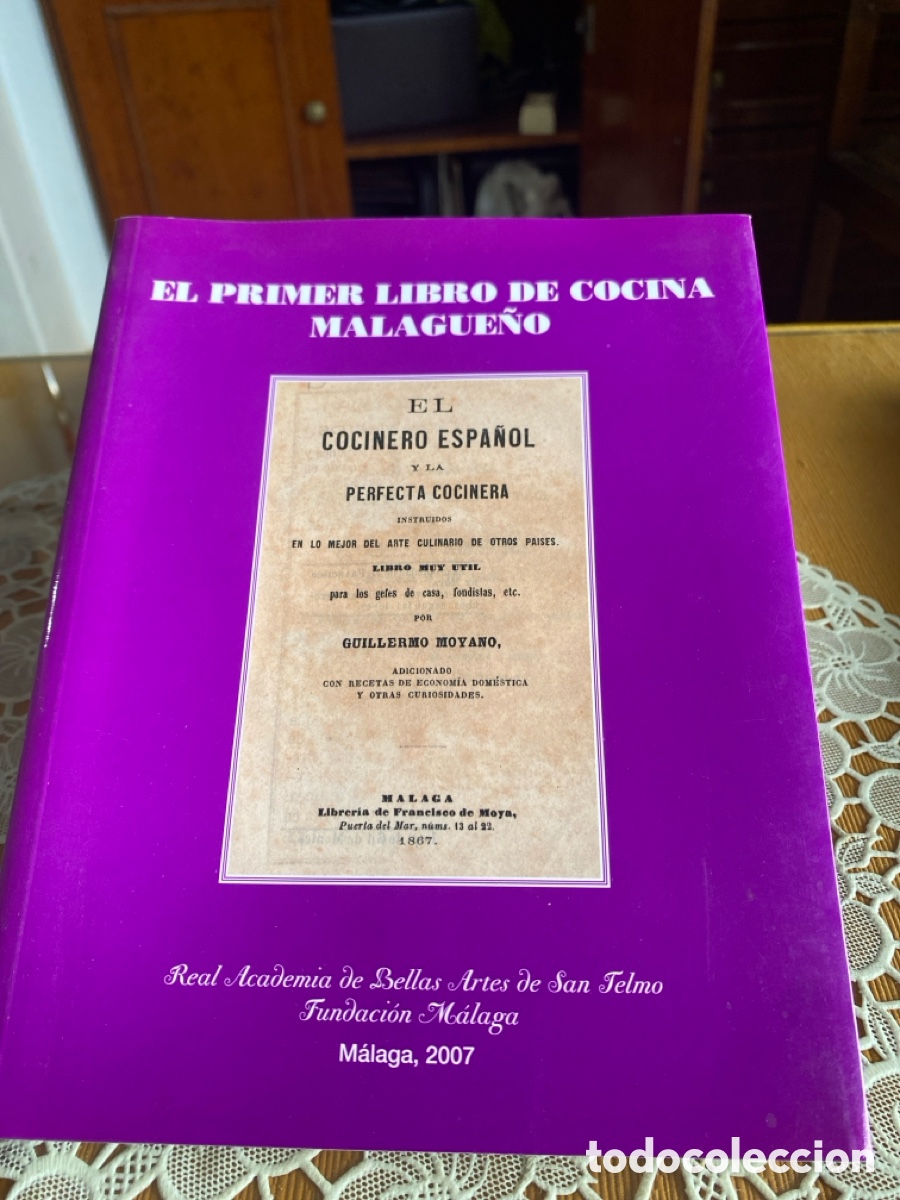 EL PRIMER LIBRO DE COCINA
MALAGUEÑO
EL
COCINERO ESPAÑOL
Y LA
PERFECTA COCINERA
INSTRUIDOS
EN LO MEJOR DEL ARTE CULINARIO DE OTROS PAISES.
LIBRO MUY UTIL
para los gefes de casa, fondistas, etc.
POR
GUILLERMO MOYANO,
ADICIONADO
CON RECETAS DE ECONOMÍA DOMÉSTICA
Y OTRAS CURIOSIDADES.
MALAGA
Librería de Francisco de Moya,
Puerta del Mar, núms. 13 al 22.
1867.
Real Academia de Bellas Artes de San Telmo
Fundación Málaga
Málaga, 2007
todocoleccion